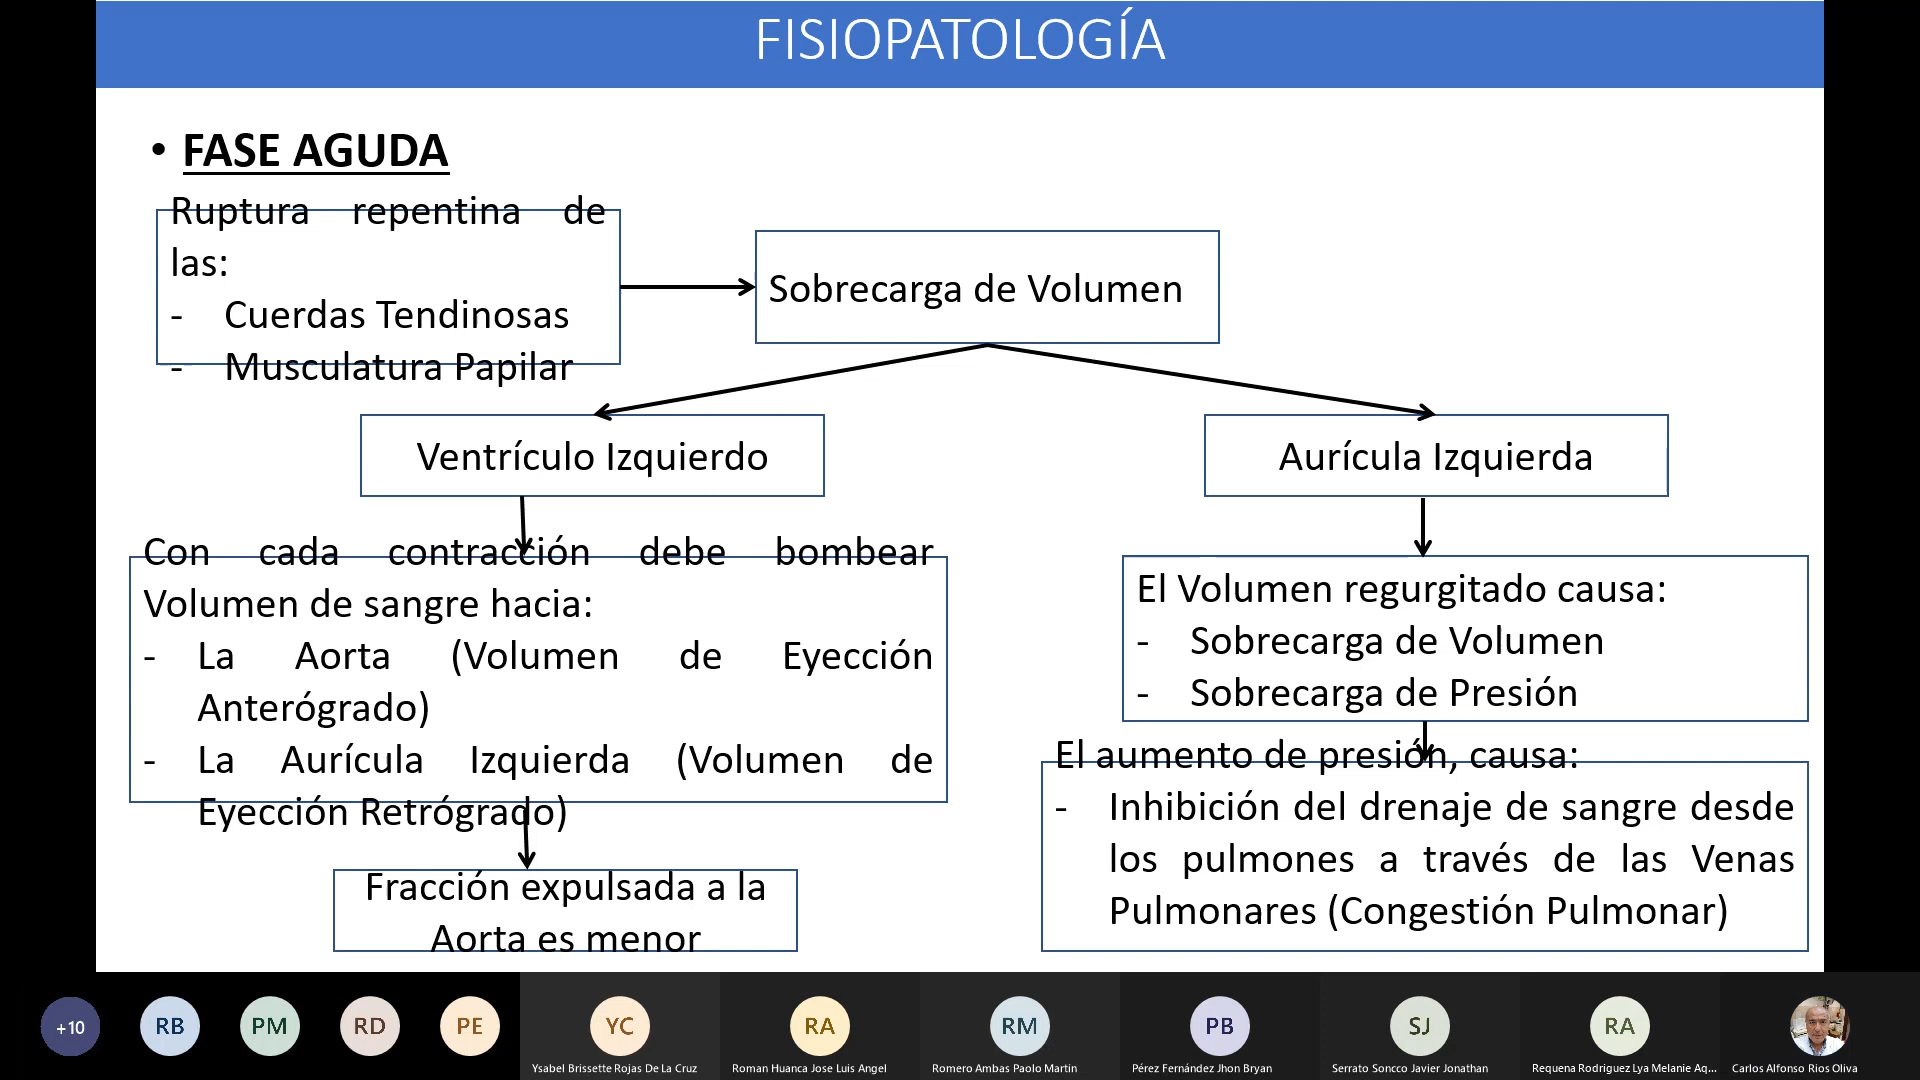 FISIOPATOLOGÍA
• FASE AGUDA
Ruptura repentina de
las:
- Cuerdas Tendinosas
- Musculatura Papilar
Sobrecarga de Volumen
Ventrículo Izquierdo
Aurícula Izquierda
Con cada contracción debe bombear
Volumen de sangre hacia:
- La Aorta (Volumen de Eyección
Anterógrado)
- La Aurícula Izquierda (Volumen de
Eyección Retrógrado)
Fracción expulsada a la
Aorta es menor
El Volumen regurgitado causa:
- Sobrecarga de Volumen
- Sobrecarga de Presión
El aumento de presión, causa:
- Inhibición del drenaje de sangre desde
los pulmones a través de las Venas
Pulmonares (Congestión Pulmonar)
+10
RB
PM
RD
PE
YC
RA
RM
PB
SJ
RA
Ysabel Brissette Rojas De La Cruz
Roman Huanca Jose Luis Angel
Romero Ambas Paolo Martin
Pérez Fernández Jhon Bryan
Serrato Soncco Javier Jonathan
Requena Rodriguez Lya Melanie Aq...
Carlos Alfonso Rios Oliva